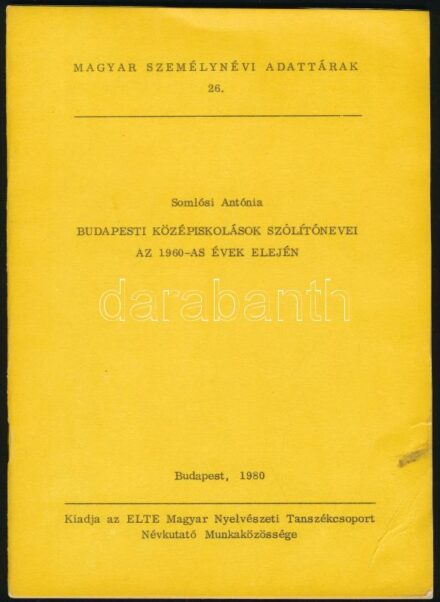 MAGYAR SZEMÉLYNÉVI ADATTÁRAK
26.
Somlósi Antónia
BUDAPESTI KÖZÉPISKOLÁSOK SZÓLÍTÓNEVEI
AZ 1960-AS ÉVEK ELEJÉN
darabanth
Budapest, 1980
Kiadja az ELTE Magyar Nyelvészeti Tanszékcsoport
Névkutató Munkaközössége